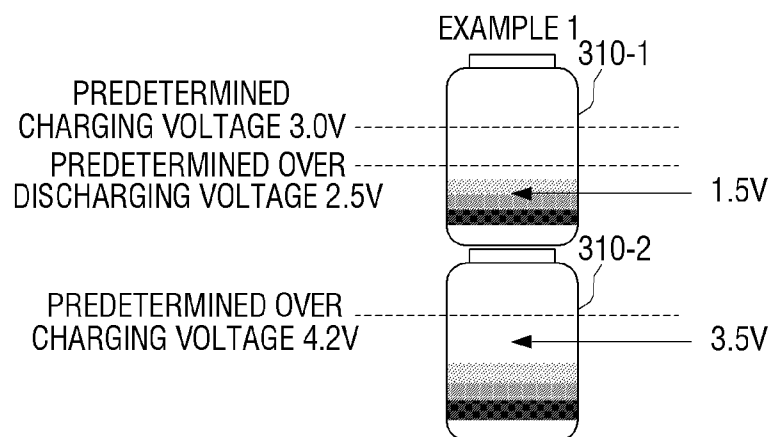 EXAMPLE 1
310-1
PREDETERMINED
CHARGING VOLTAGE 3.0V
PREDETERMINED OVER
DISCHARGING VOLTAGE 2.5V
1.5V
310-2
PREDETERMINED OVER
CHARGING VOLTAGE 4.2V
3.5V